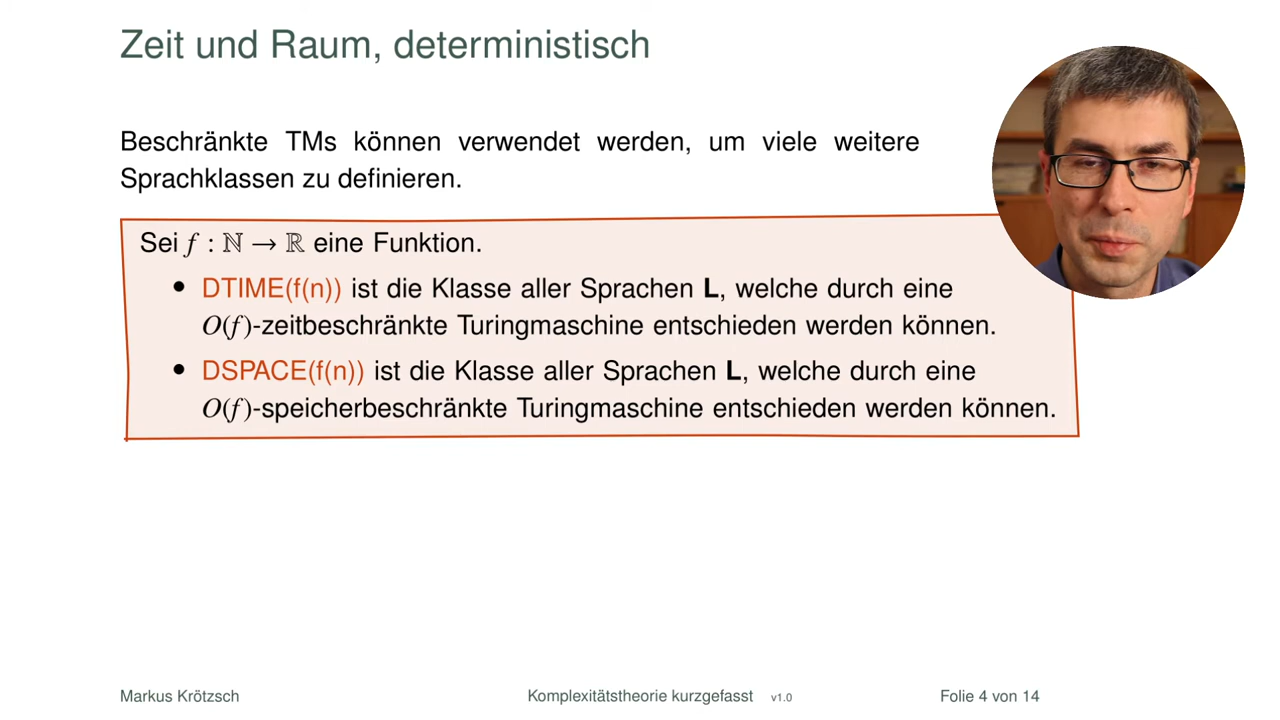 Zeit und Raum, deterministisch
Beschränkte TMs können verwendet werden, um viele weitere
Sprachklassen zu definieren.
Sei f : ℕ → ℝ eine Funktion.
• DTIME(f(n)) ist die Klasse aller Sprachen L, welche durch eine
O(f)-zeitbeschränkte Turingmaschine entschieden werden können.
• DSPACE(f(n)) ist die Klasse aller Sprachen L, welche durch eine
O(f)-speicherbeschränkte Turingmaschine entschieden werden können.
Markus Krötzsch Komplexitätstheorie kurzgefasst v1.0 Folie 4 von 14